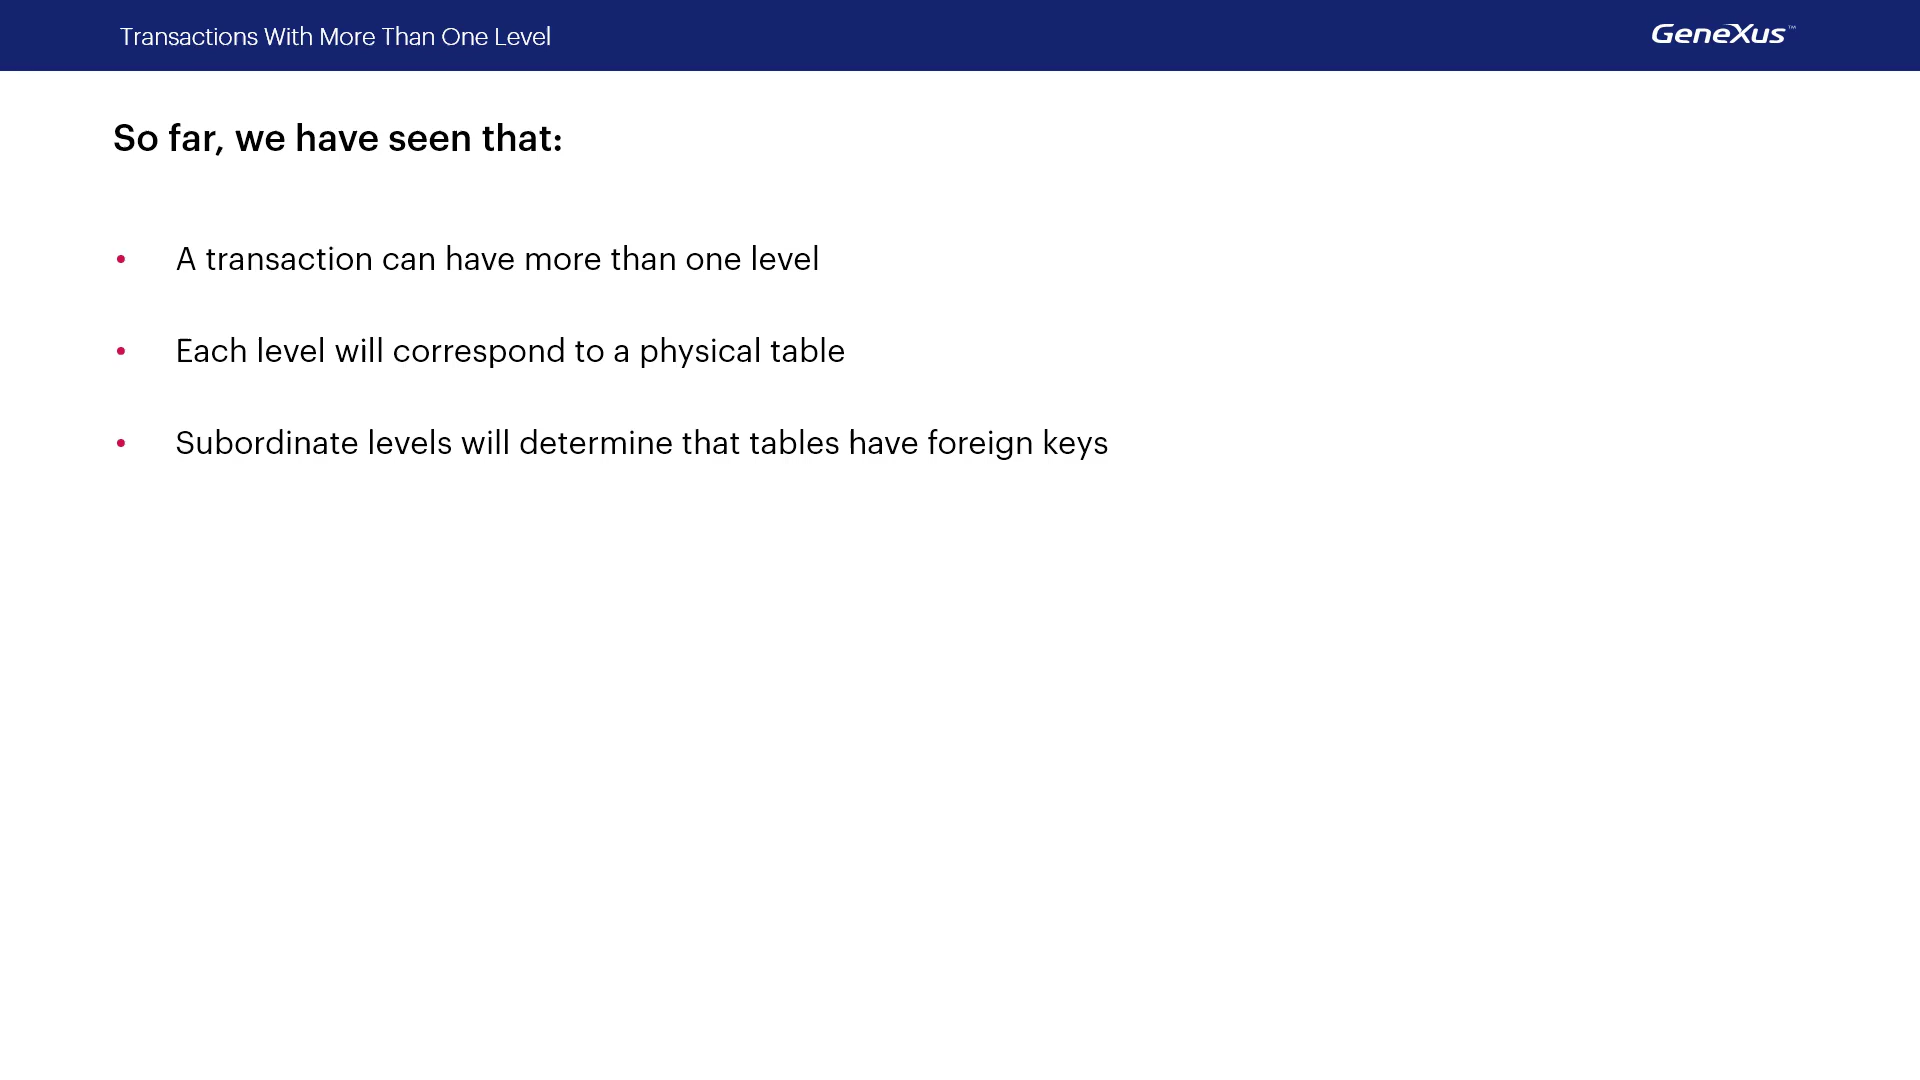 Transactions With More Than One Level
GeneXus™
So far, we have seen that:
• A transaction can have more than one level
• Each level will correspond to a physical table
• Subordinate levels will determine that tables have foreign keys